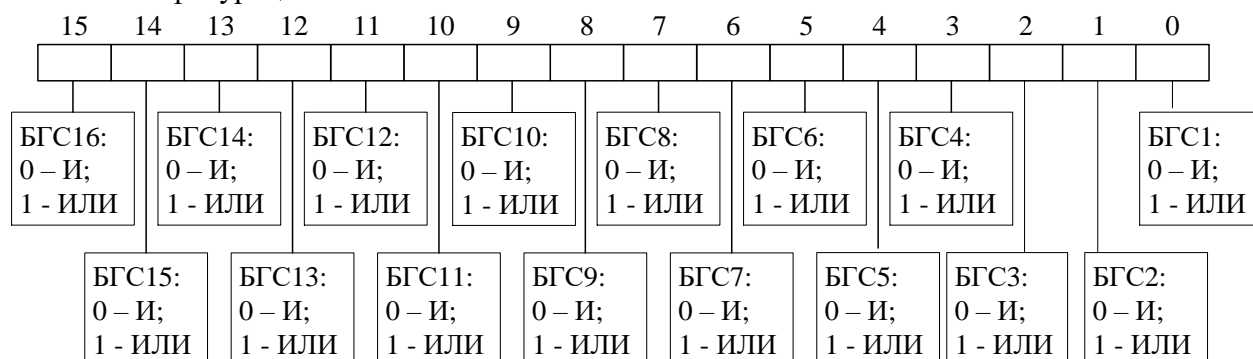 15 14 13 12 11 10 9 8 7 6 5 4 3 2 1 0
БГС16: БГС14: БГС12: БГС10: БГС8: БГС6: БГС4: БГС1:
0 – И; 0 – И; 0 – И; 0 – И; 0 – И; 0 – И; 0 – И; 0 – И;
1 - ИЛИ 1 - ИЛИ 1 - ИЛИ 1 - ИЛИ 1 - ИЛИ 1 - ИЛИ 1 - ИЛИ 1 - ИЛИ
БГС15: БГС13: БГС11: БГС9: БГС7: БГС5: БГС3: БГС2:
0 – И; 0 – И; 0 – И; 0 – И; 0 – И; 0 – И; 0 – И; 0 – И;
1 - ИЛИ 1 - ИЛИ 1 - ИЛИ 1 - ИЛИ 1 - ИЛИ 1 - ИЛИ 1 - ИЛИ 1 - ИЛИ